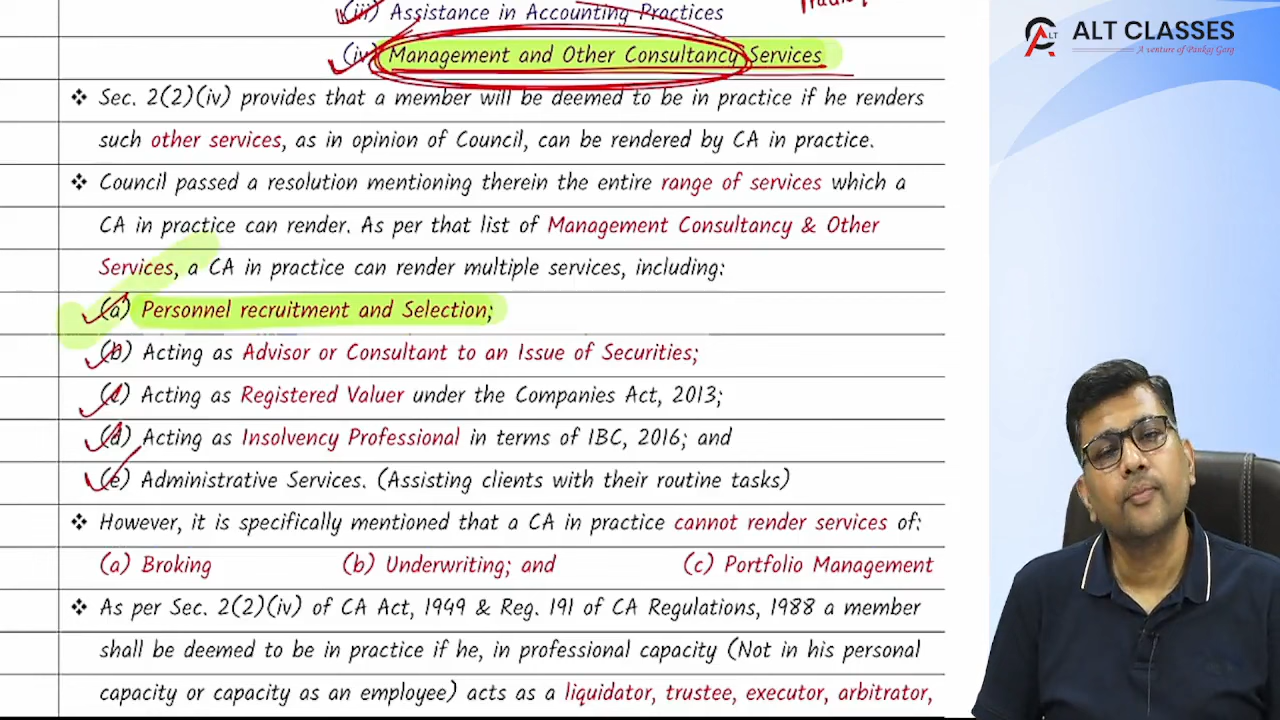 (iii) Assistance in Accounting Practices
(iv) Management and Other Consultancy Services
❖ Sec. 2(2)(iv) provides that a member will be deemed to be in practice if he renders
such other services, as in opinion of Council, can be rendered by CA in practice.
❖ Council passed a resolution mentioning therein the entire range of services which a
CA in practice can render. As per that list of Management Consultancy & Other
Services, a CA in practice can render multiple services, including:
(a) Personnel recruitment and Selection;
(b) Acting as Advisor or Consultant to an Issue of Securities;
(c) Acting as Registered Valuer under the Companies Act, 2013;
(d) Acting as Insolvency Professional in terms of IBC, 2016; and
(e) Administrative Services. (Assisting clients with their routine tasks)
❖ However, it is specifically mentioned that a CA in practice cannot render services of:
(a) Broking (b) Underwriting; and (c) Portfolio Management
❖ As per Sec. 2(2)(iv) of CA Act, 1949 & Reg. 191 of CA Regulations, 1988 a member
shall be deemed to be in practice if he, in professional capacity (Not in his personal
capacity or capacity as an employee) acts as a liquidator, trustee, executor, arbitrator,
ALT
ALT CLASSES
A venture of Pankaj Garg